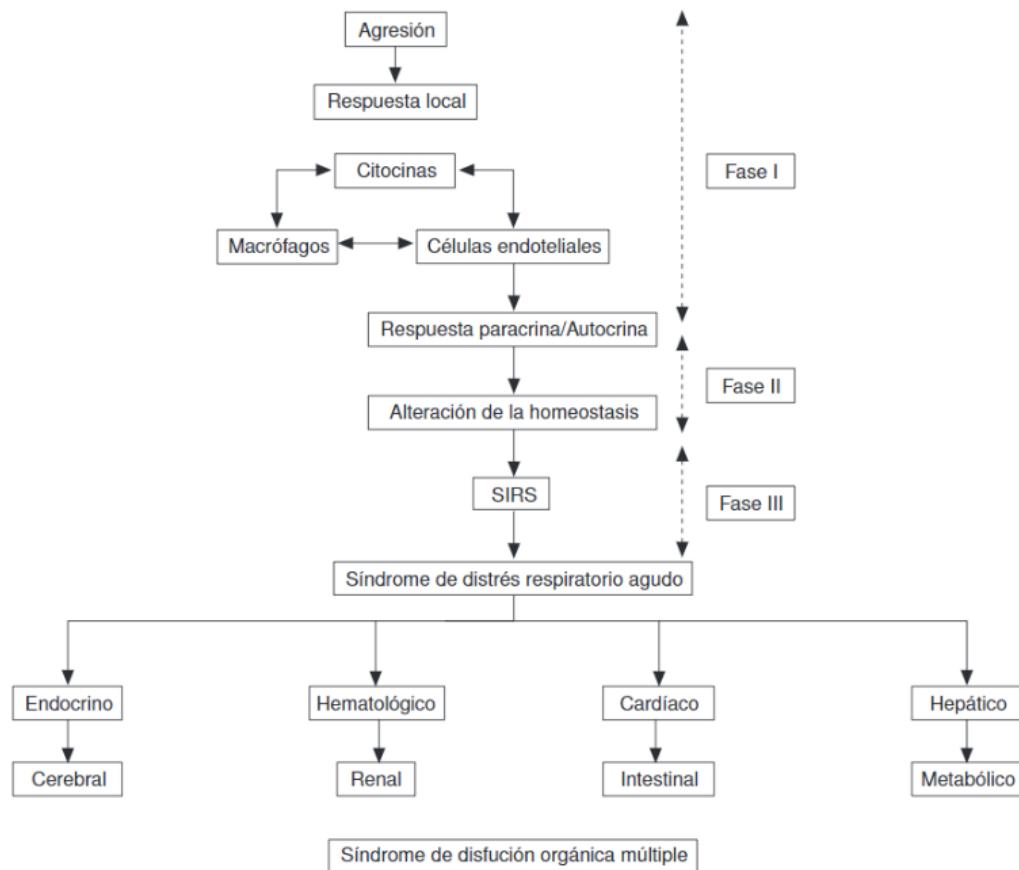 Agresión
Respuesta local
Citocinas
Fase I
Macrófagos
Células endoteliales
Respuesta paracrina/Autocrina
Fase II
Alteración de la homeostasis
SIRS
Fase III
Síndrome de distrés respiratorio agudo
Endocrino
Hematológico
Cardíaco
Hepático
Cerebral
Renal
Intestinal
Metabólico
Síndrome de disfución orgánica múltiple